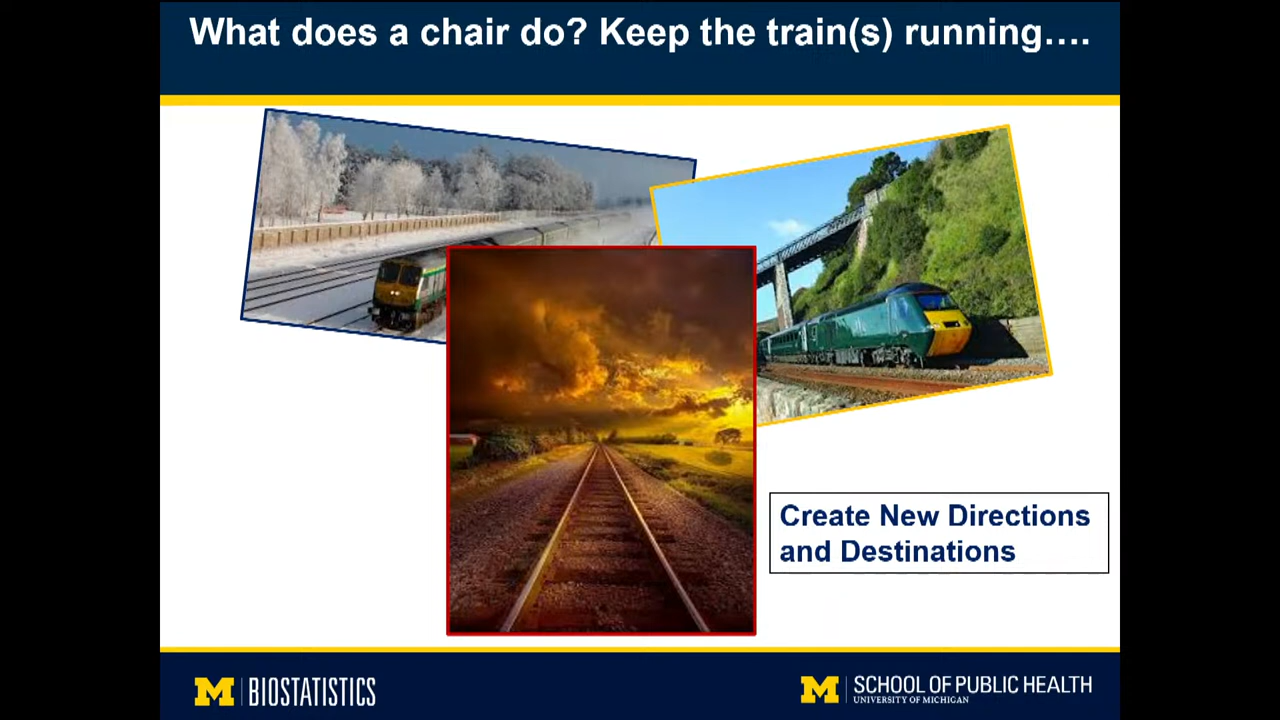 What does a chair do? Keep the train(s) running….
Create New Directions
and Destinations
M BIOSTATISTICS
M SCHOOL OF PUBLIC HEALTH
UNIVERSITY OF MICHIGAN